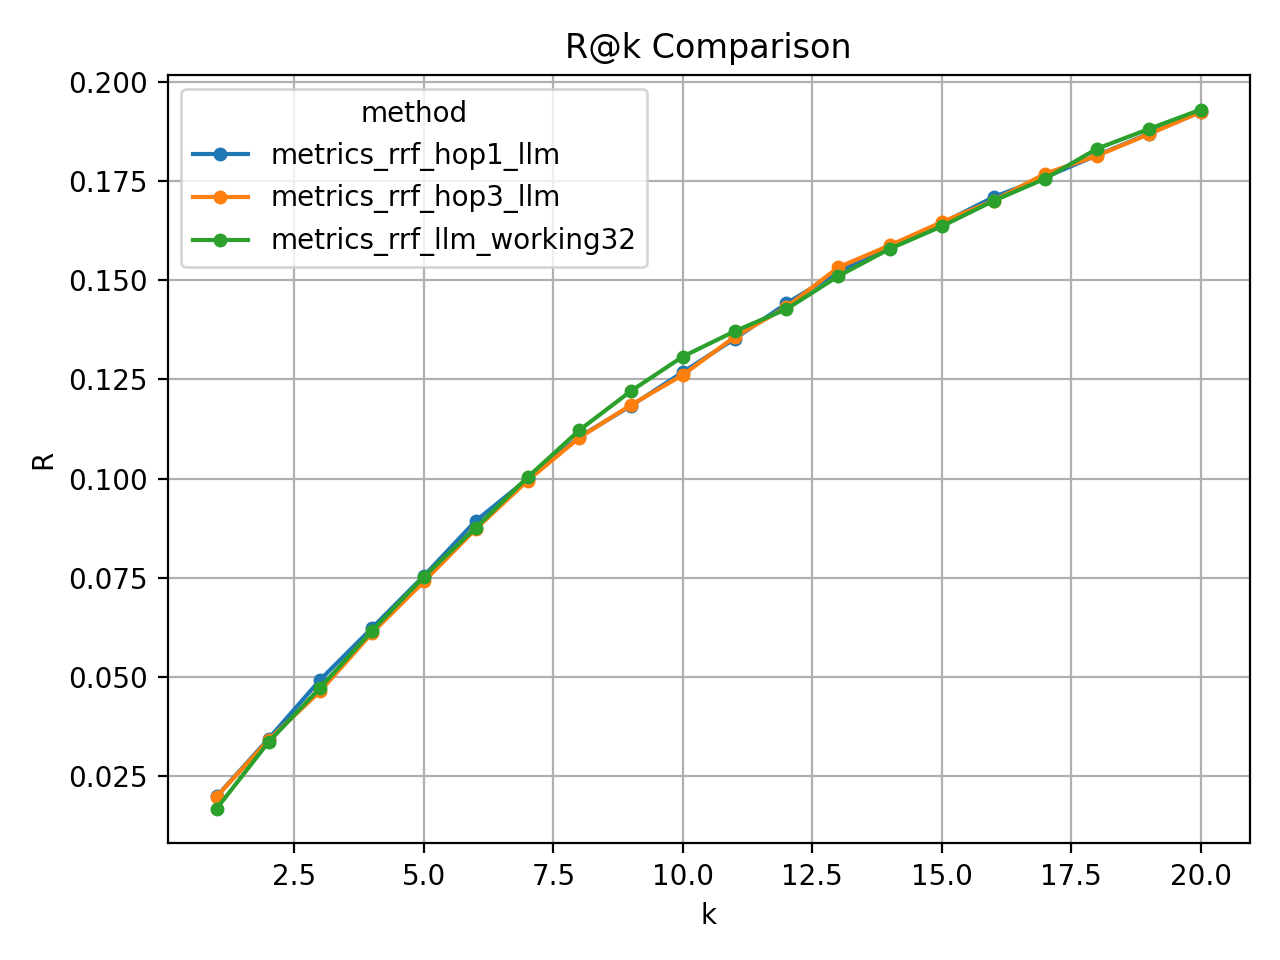 R@k Comparison
0.200
0.175
0.150
0.125
0.100
0.075
0.050
0.025
R
method
metrics_rrf_hop1_llm
metrics_rrf_hop3_llm
metrics_rrf_llm_working32
2.5 5.0 7.5 10.0 12.5 15.0 17.5 20.0
k